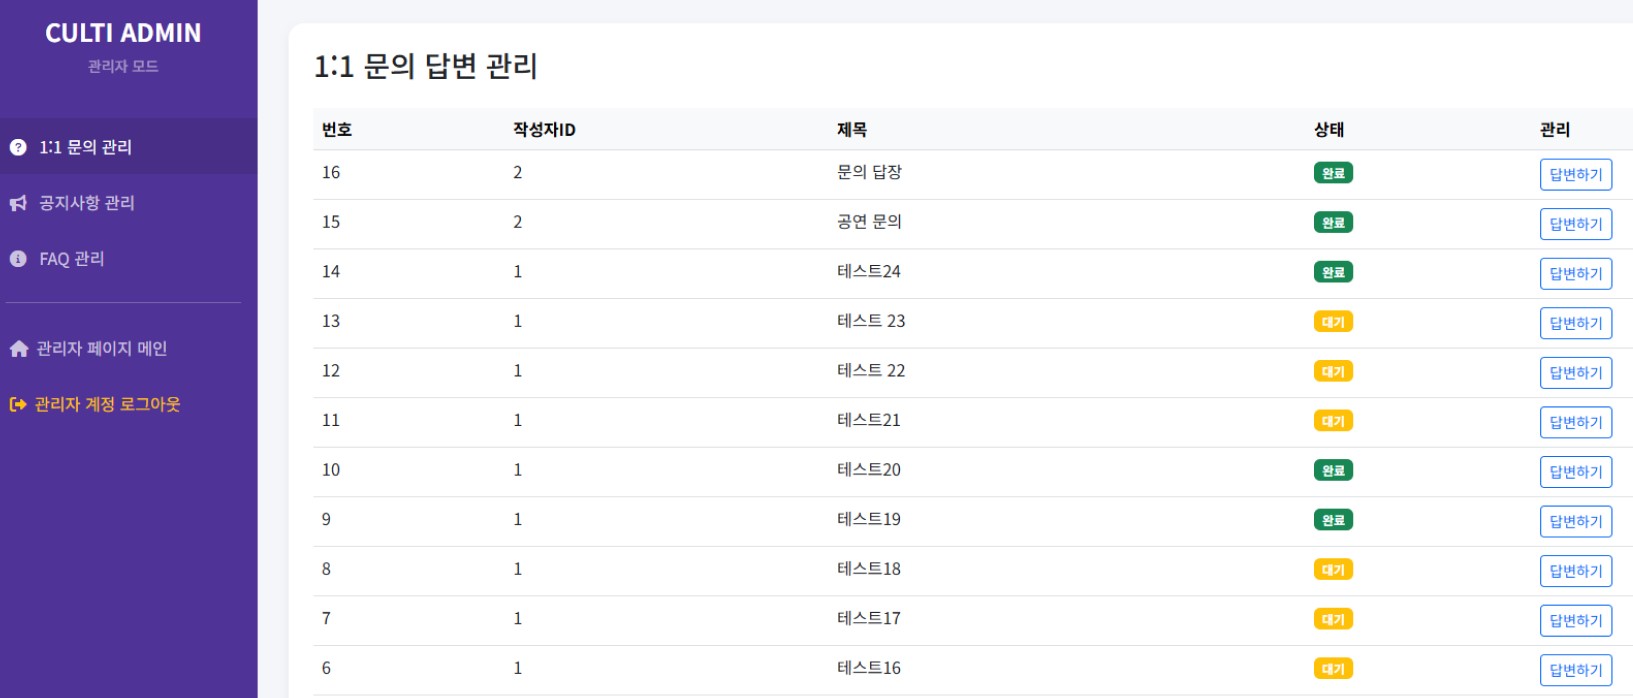 CULTI ADMIN
관리자 모드
1:1 문의 관리
공지사항 관리
FAQ 관리
관리자 페이지 메인
관리자 계정 로그아웃
1:1 문의 답변 관리
번호 작성자ID 제목 상태 관리
16 2 문의 답장 완료 답변하기
15 2 공연 문의 완료 답변하기
14 1 테스트24 완료 답변하기
13 1 테스트 23 대기 답변하기
12 1 테스트 22 대기 답변하기
11 1 테스트21 대기 답변하기
10 1 테스트20 완료 답변하기
9 1 테스트19 완료 답변하기
8 1 테스트18 대기 답변하기
7 1 테스트17 대기 답변하기
6 1 테스트16 대기 답변하기